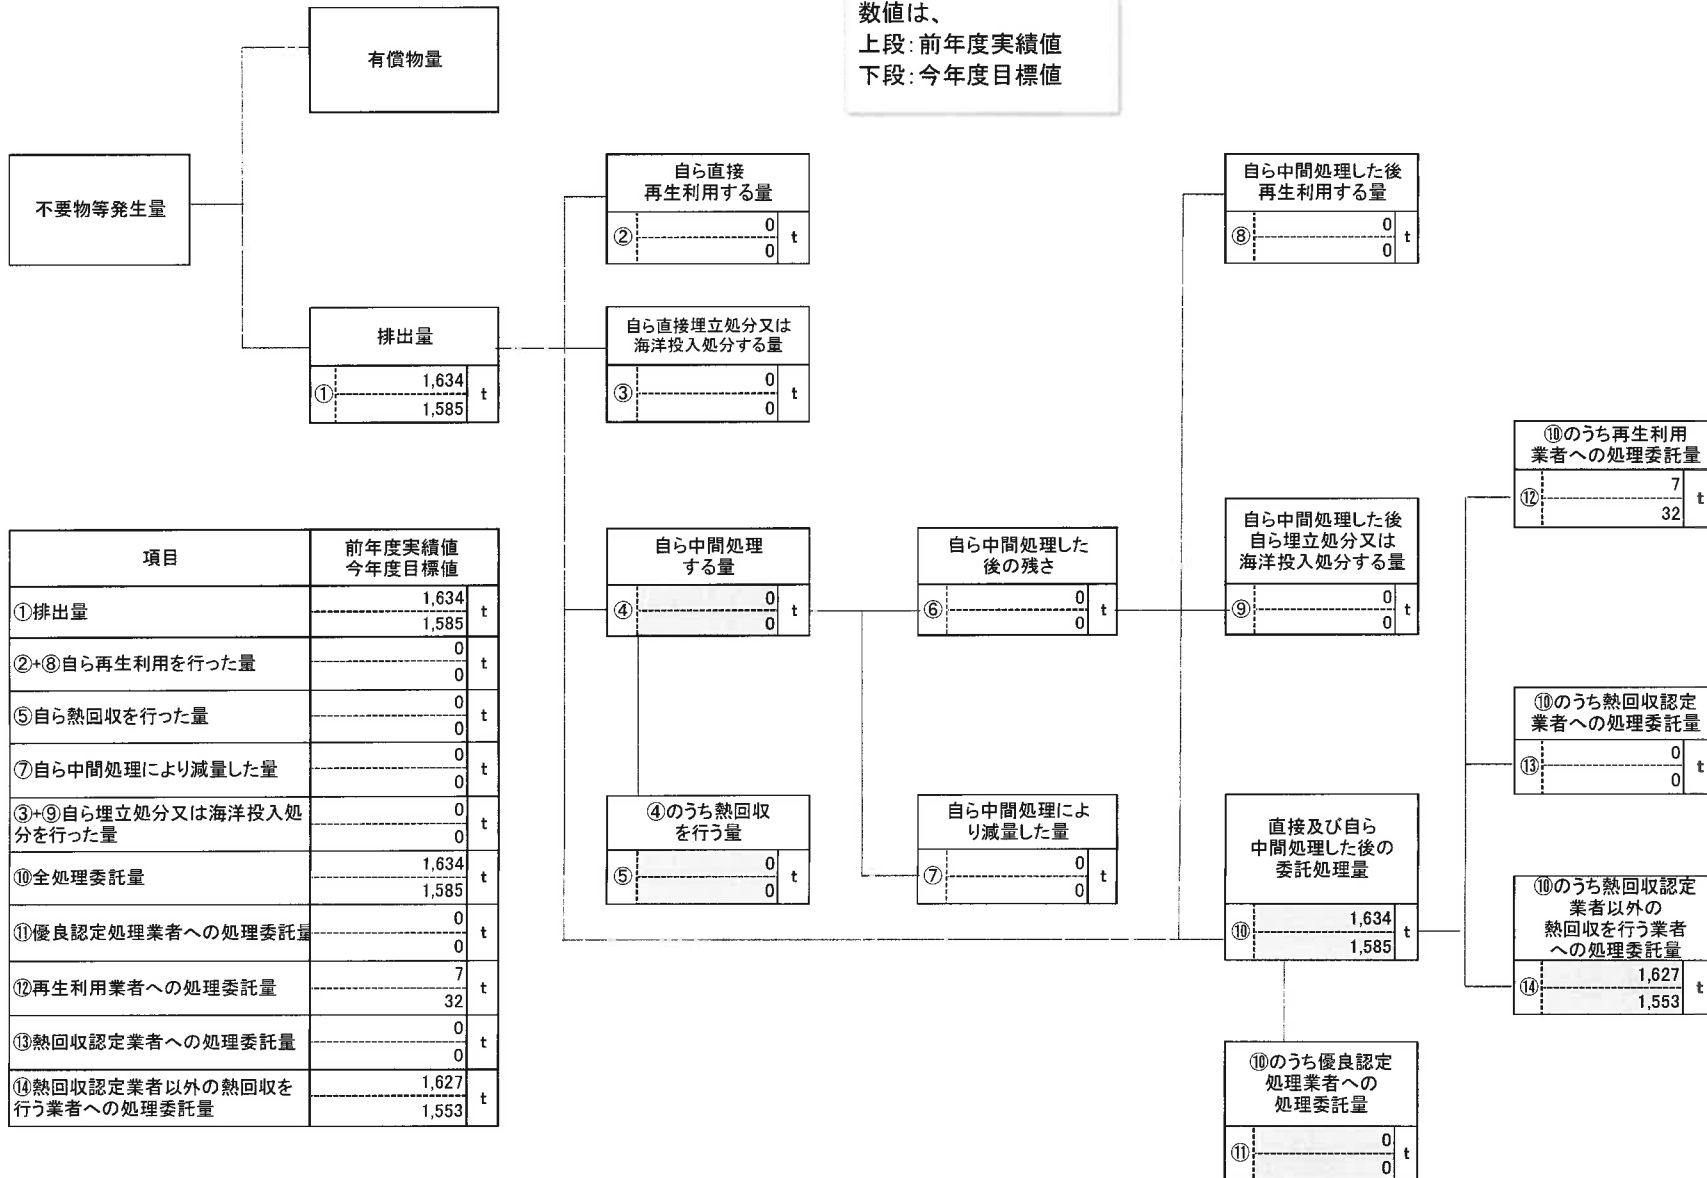 数値は、
上段：前年度実績値
下段：今年度目標値
有償物量
不要物等発生量
排出量
① 1,634 t
1,585
自ら直接
再生利用する量
② 0 t
0
自ら直接埋立処分又は
海洋投入処分する量
③ 0 t
0
自ら中間処理
する量
④ 0 t
0
④のうち熱回収
を行う量
⑤ 0 t
0
自ら中間処理した
後の残さ
⑥ 0 t
0
自ら中間処理によ
り減量した量
⑦ 0 t
0
自ら中間処理した後
再生利用する量
⑧ 0 t
0
自ら中間処理した後
自ら埋立処分又は
海洋投入処分する量
⑨ 0 t
0
直接及び自ら
中間処理した後の
委託処理量
⑩ 1,634 t
1,585
⑩のうち優良認定
処理業者への
処理委託量
⑪ 0 t
0
⑩のうち再生利用
業者への処理委託量
⑫ 7 t
32
⑩のうち熱回収認定
業者への処理委託量
⑬ 0 t
0
⑩のうち熱回収認定
業者以外の
熱回収を行う業者
への処理委託量
⑭ 1,627 t
1,553
項目 前年度実績値
今年度目標値
①排出量 1,634 t
1,585
②+⑧自ら再生利用を行った量 0 t
0
⑤自ら熱回収を行った量 0 t
0
⑦自ら中間処理により減量した量 0 t
0
③+⑨自ら埋立処分又は海洋投入処 0 t
分を行った量 0
⑩全処理委託量 1,634 t
1,585
⑪優良認定処理業者への処理委託量 0 t
0
⑫再生利用業者への処理委託量 7 t
32
⑬熱回収認定業者への処理委託量 0 t
0
⑭熱回収認定業者以外の熱回収を 1,627 t
行う業者への処理委託量 1,553